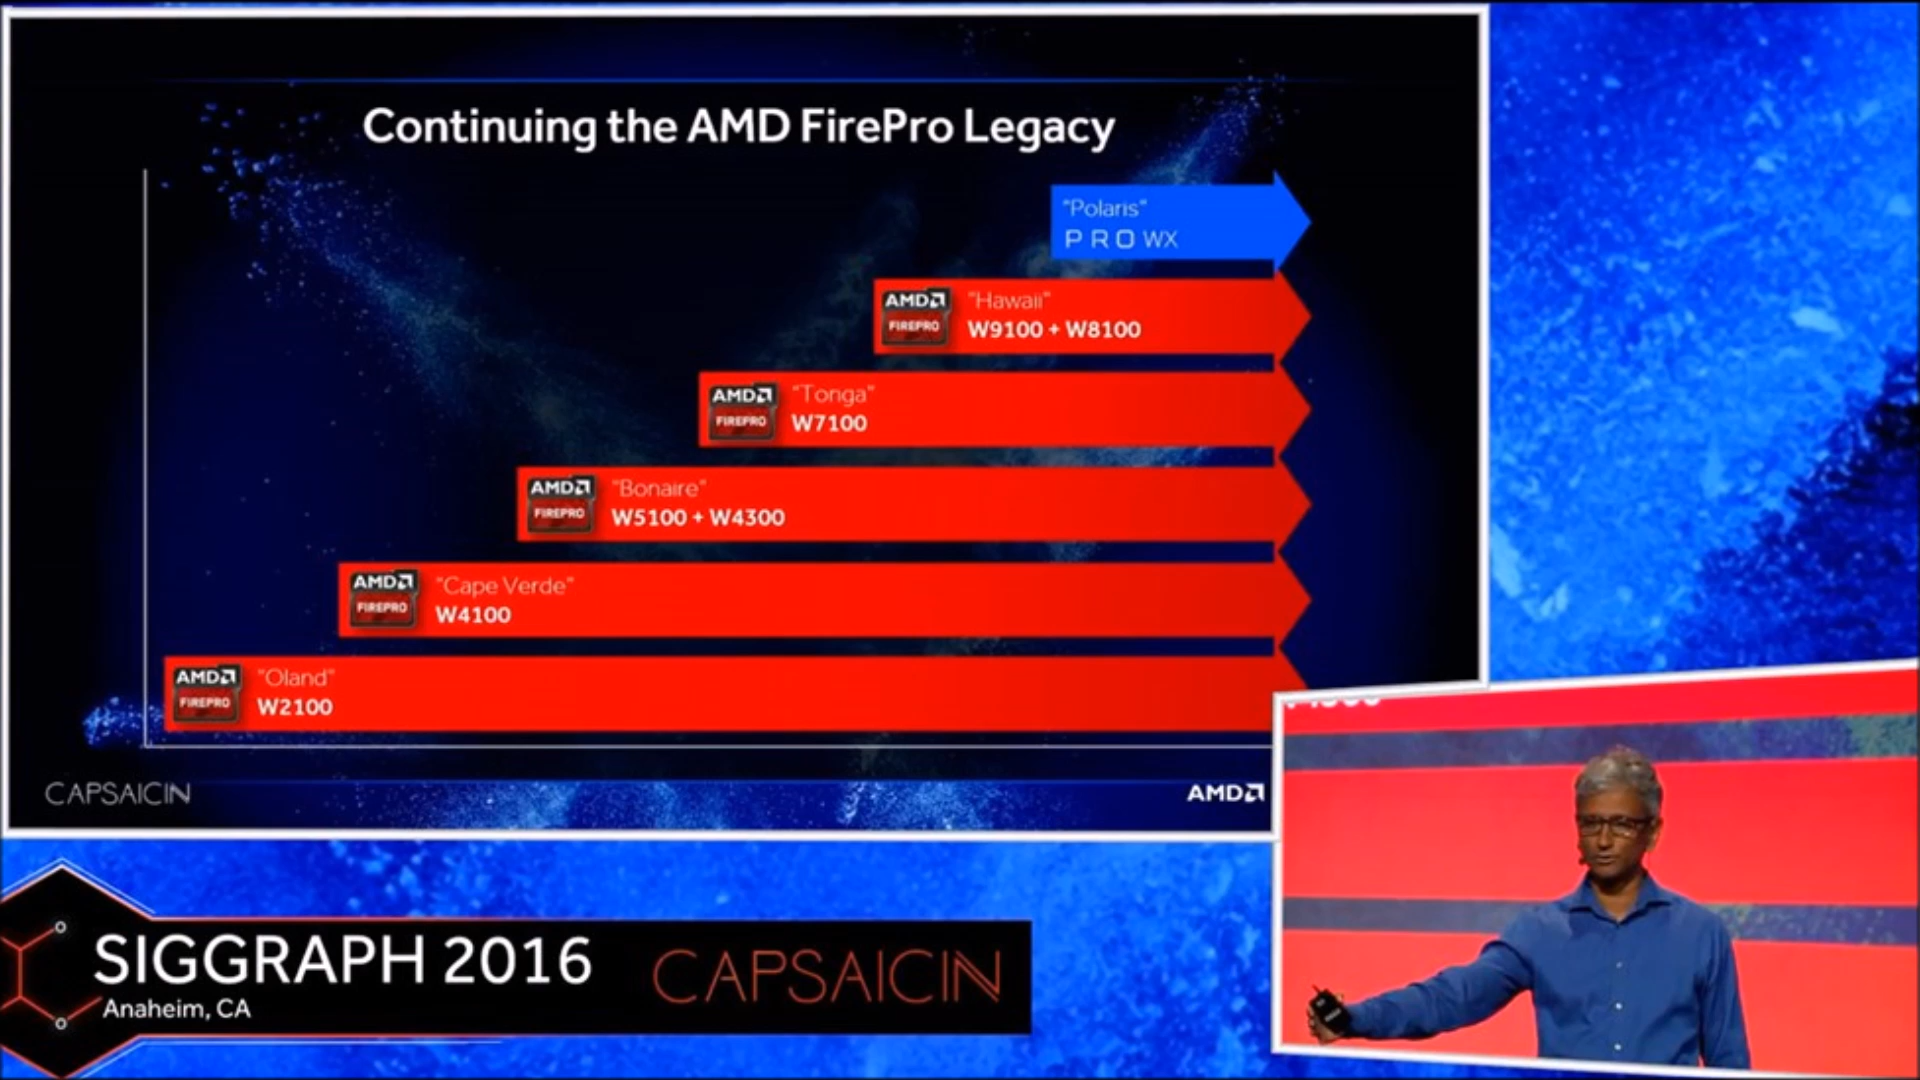 Continuing the AMD FirePro Legacy
"Polaris"
PRO WX
AMD
FIREPRO
"Hawaii"
W9100 + W8100
AMD
FIREPRO
"Tonga"
W7100
AMD
FIREPRO
"Bonaire"
W5100 + W4300
AMD
FIREPRO
"Cape Verde"
W4100
AMD
FIREPRO
"Oland"
W2100
CAPSAICIN
AMD
SIGGRAPH 2016
Anaheim, CA
CAPSAICIN